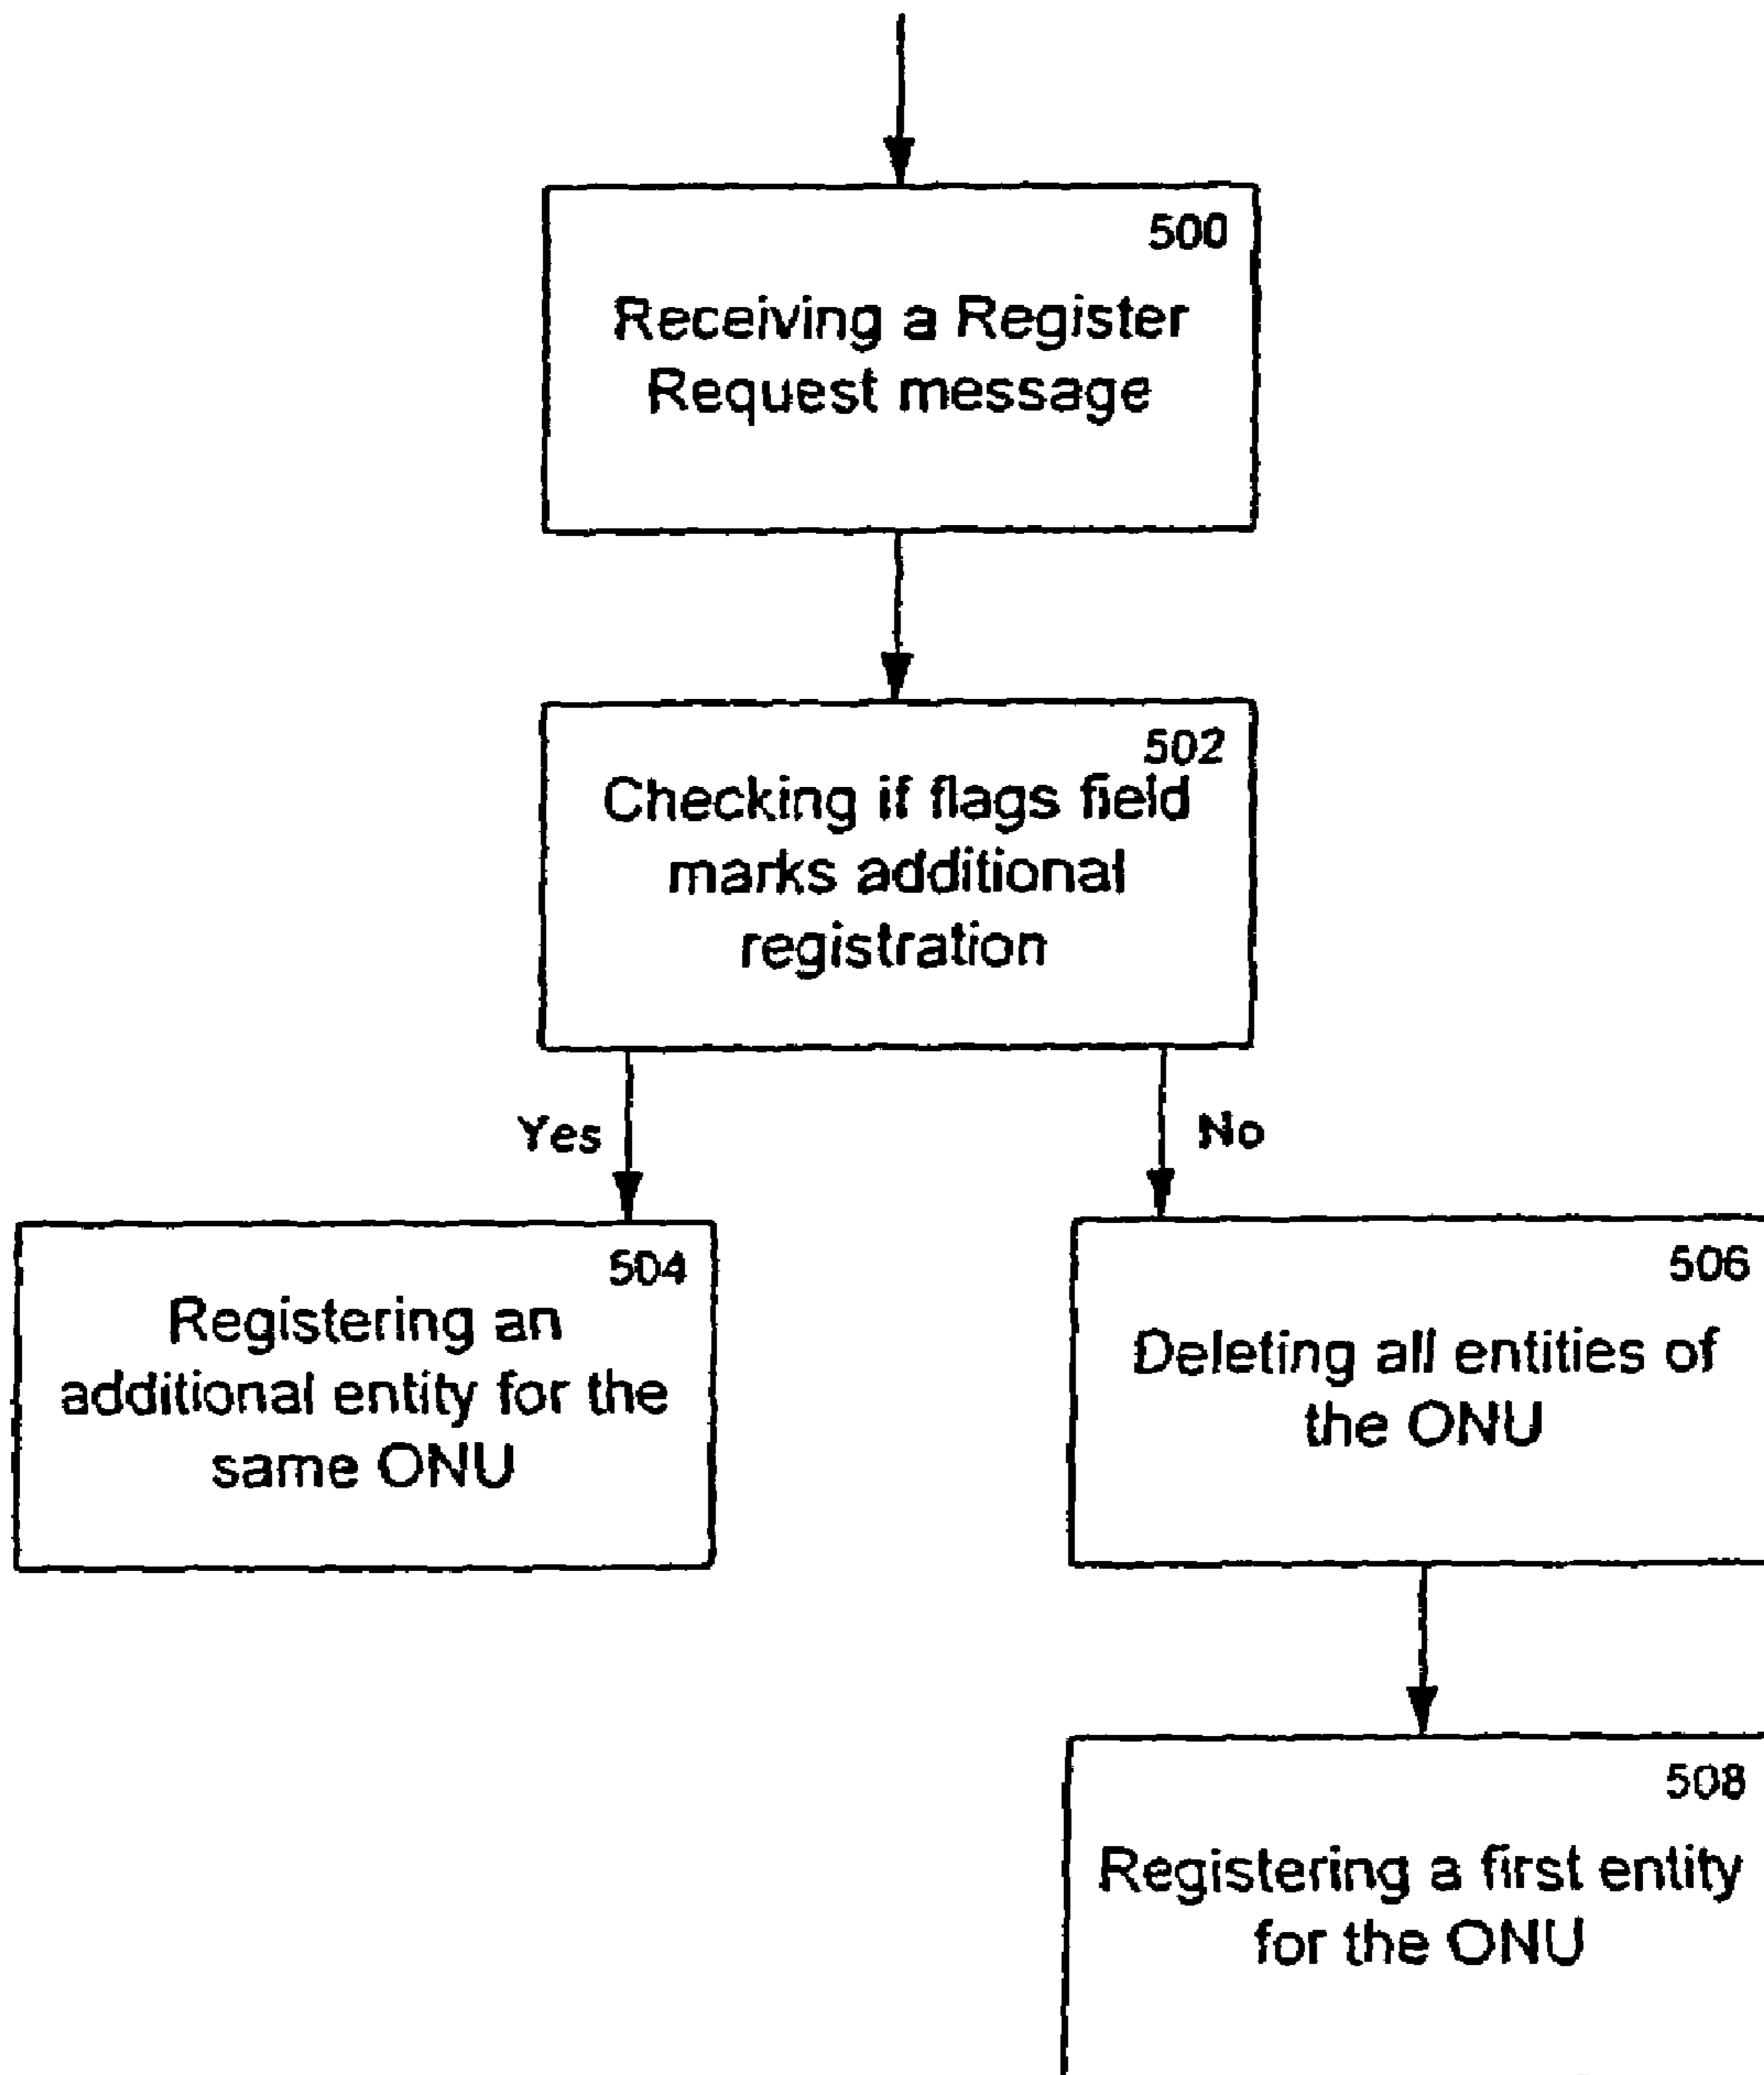 500
Receiving a Register
Request message
502
Checking if flags field
marks additional
registration
Yes
No
504
Registering an
additional entity for the
same ONU
506
Deleting all entities of
the ONU
508
Registering a first entity
for the ONU